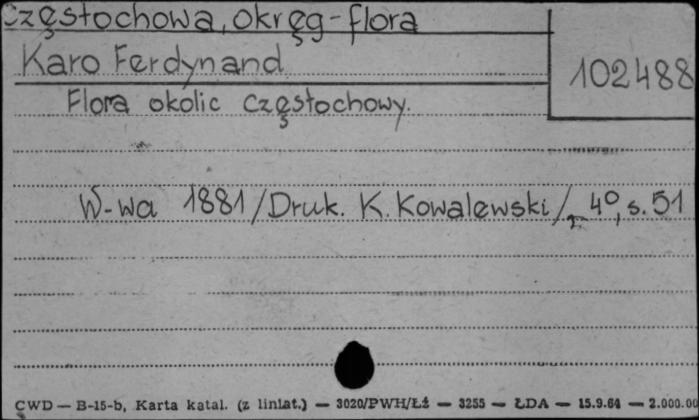 Częstochowa, okręg - flora
Karo Ferdynand
102488
Flora okolic Częstochowy.
W-wa 1881 /Druk. K. Kowalewski/, 4°, s. 51
CWD — B-15-b, Karta katal. (z liniat.) — 3020/PWH/Łź — 3255 — ŁDA — 15.9.64 — 2.000.00